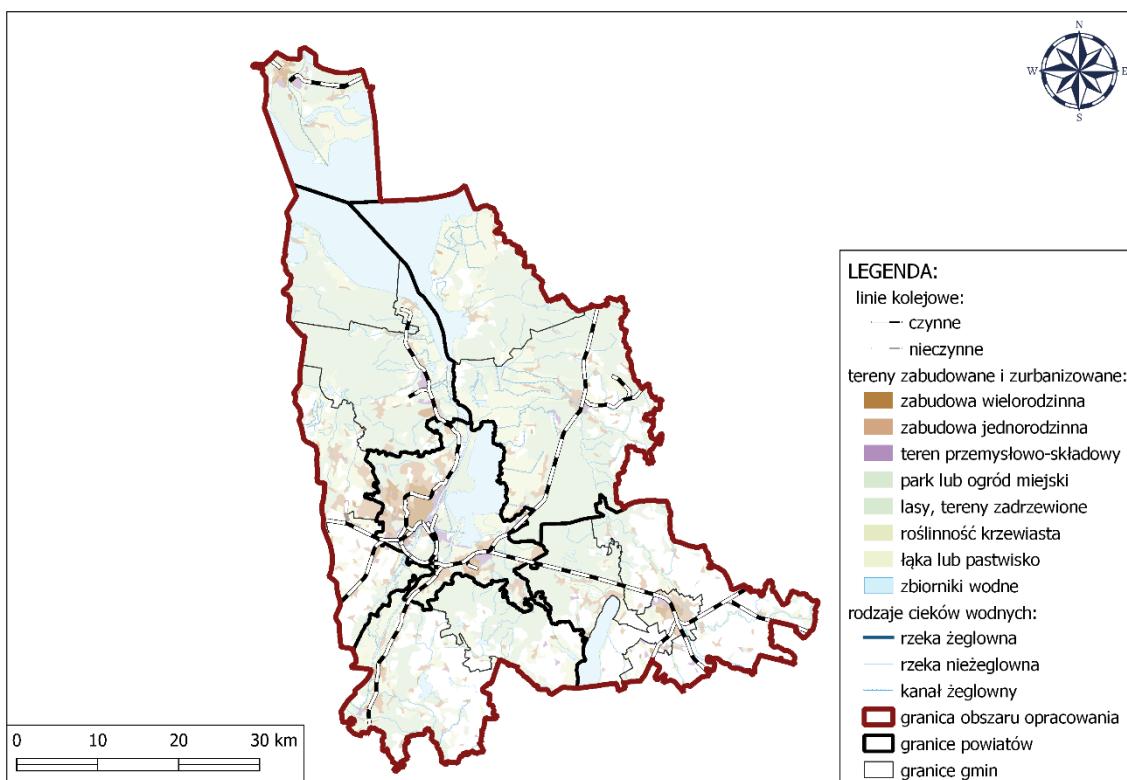 N
W
E
S
LEGENDA:
linie kolejowe:
czynne
nieczynne
tereny zabudowane i zurbanizowane:
zabudowa wielorodzinna
zabudowa jednorodzinna
teren przemysłowo-składowy
park lub ogród miejski
lasy, tereny zadrzewione
roślinność krzewiasta
łąka lub pastwisko
zbiorniki wodne
rodzaje cieków wodnych:
rzeka żeglowna
rzeka nieżeglowna
kanał żeglowny
granica obszaru opracowania
granice powiatów
granice gmin
0 10 20 30 km